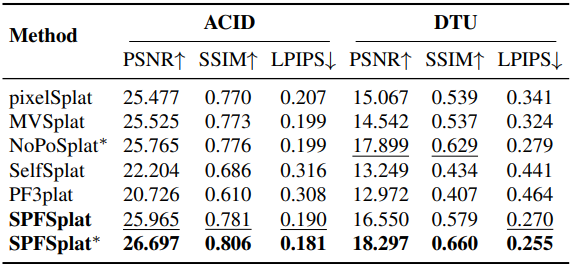 Method ACID DTU
PSNR↑ SSIM↑ LPIPS↓ PSNR↑ SSIM↑ LPIPS↓
pixelSplat 25.477 0.770 0.207 15.067 0.539 0.341
MVSplat 25.525 0.773 0.199 14.542 0.537 0.324
NoPoSplat* 25.765 0.776 0.199 17.899 0.629 0.279
SelfSplat 22.204 0.686 0.316 13.249 0.434 0.441
PF3plat 20.726 0.610 0.308 12.972 0.407 0.464
SPFSplat 25.965 0.781 0.190 16.550 0.579 0.270
SPFSplat* 26.697 0.806 0.181 18.297 0.660 0.255